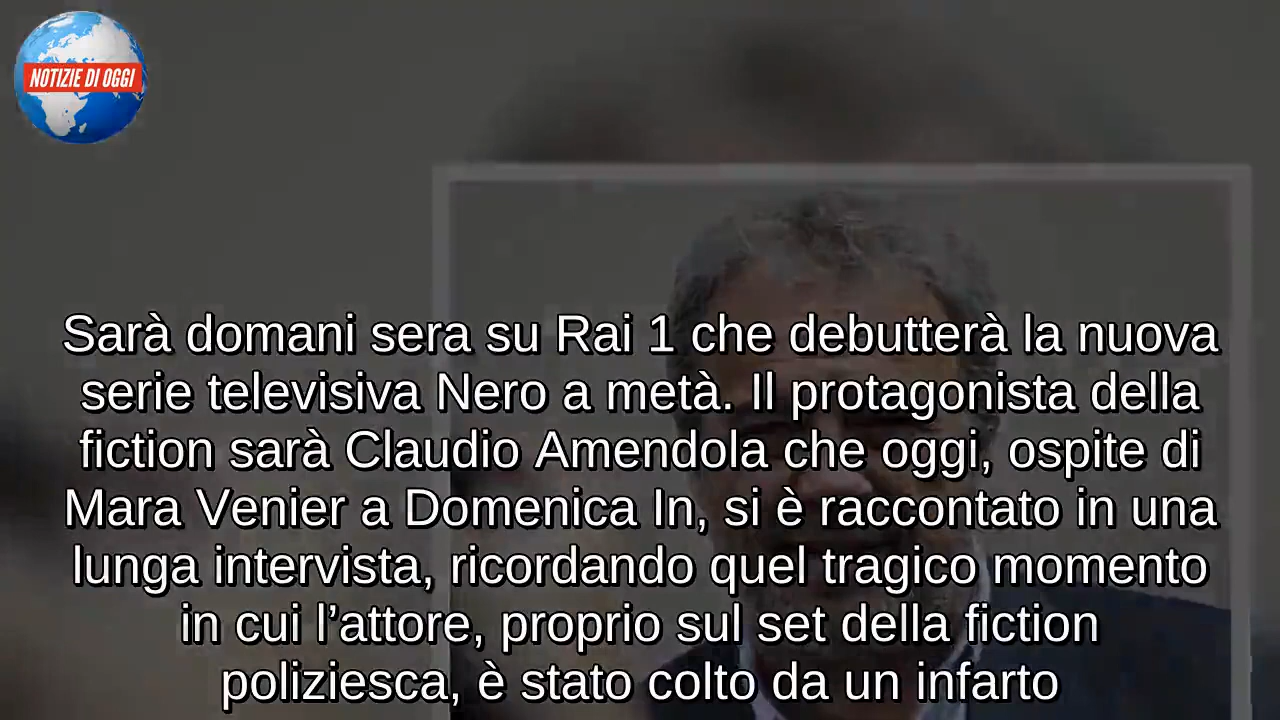 NOTIZIE DI OGGI
Sarà domani sera su Rai 1 che debutterà la nuova
serie televisiva Nero a metà. Il protagonista della
fiction sarà Claudio Amendola che oggi, ospite di
Mara Venier a Domenica In, si è raccontato in una
lunga intervista, ricordando quel tragico momento
in cui l’attore, proprio sul set della fiction
poliziesca, è stato colto da un infarto